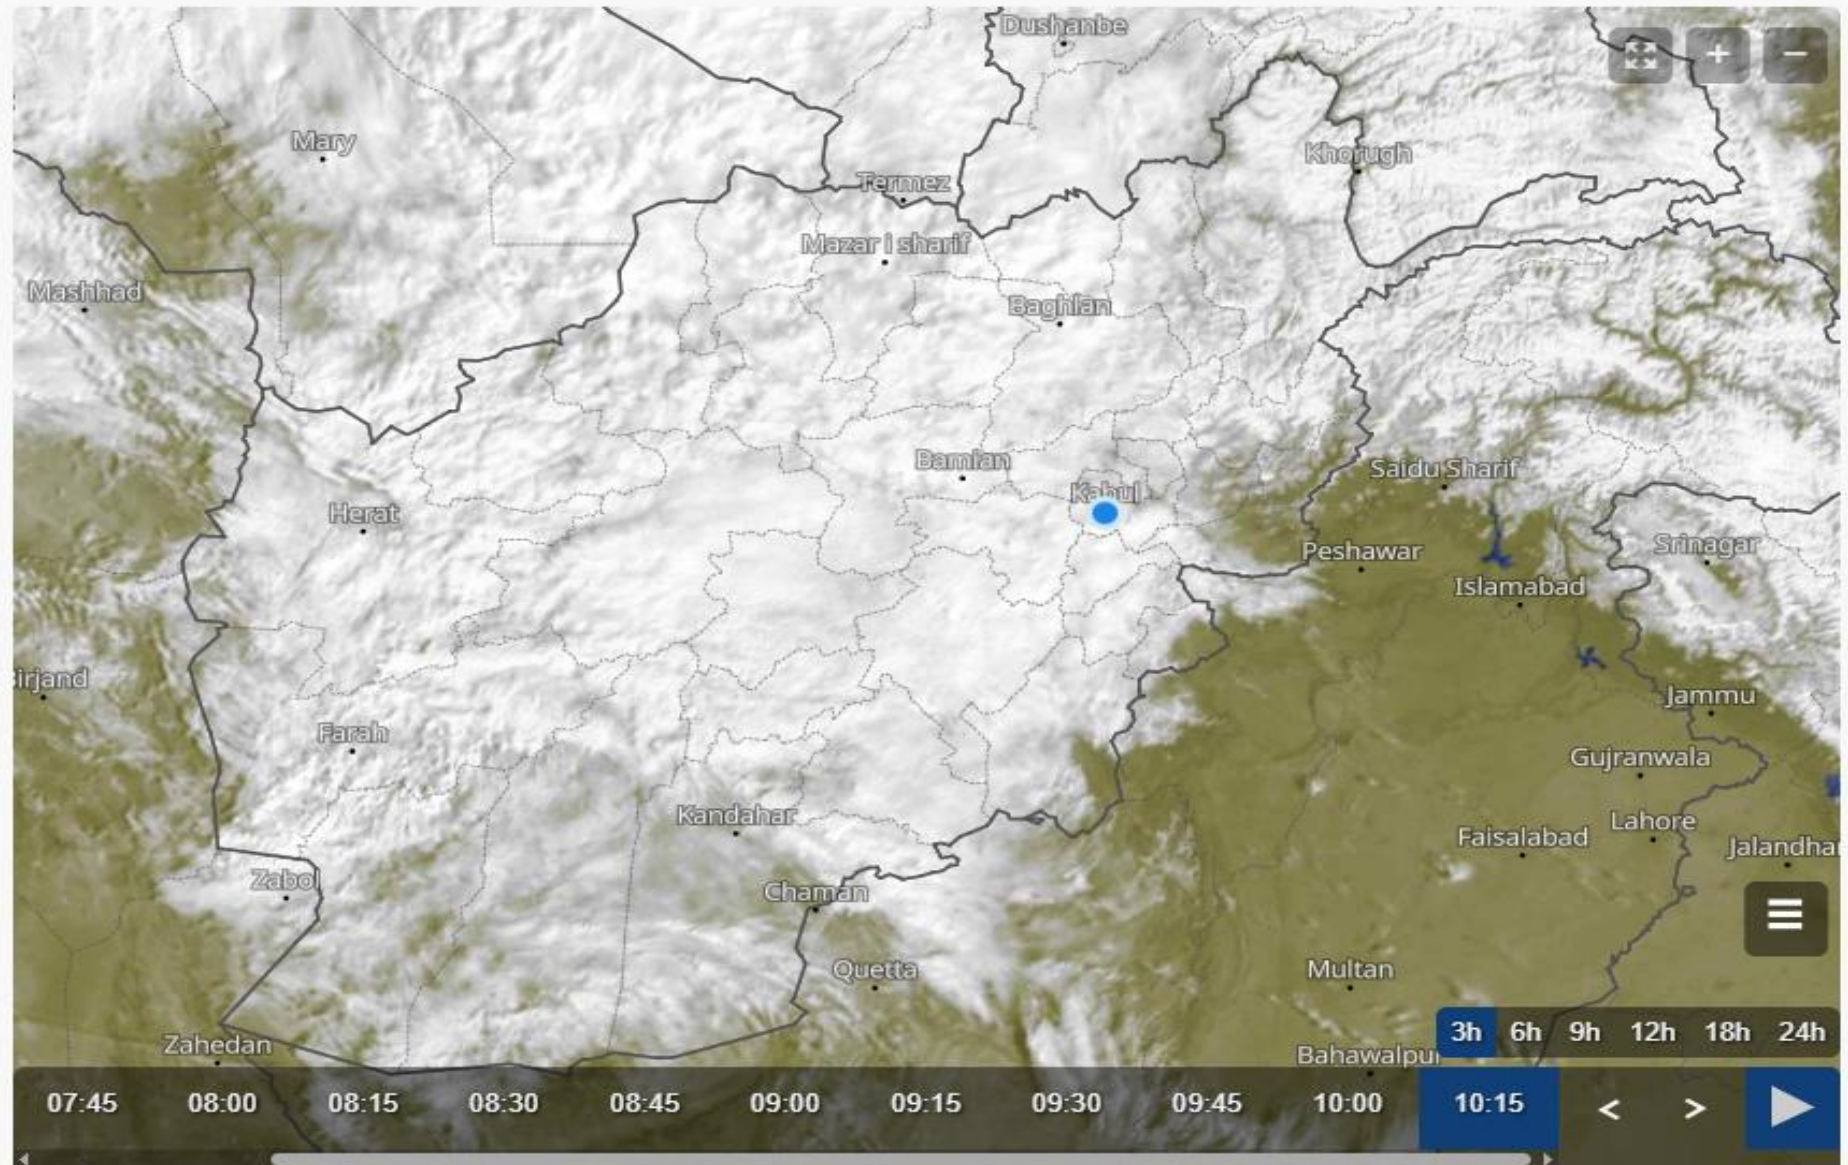 Dushanbe
+
−
Mary
Khorugh
Termez
Mazar i sharif
Mashhad
Baghlan
Bamian
Saidu Sharif
Kabul
Herat
Srinagar
Peshawar
Islamabad
Birjand
Jammu
Farah
Gujranwala
Kandahar
Lahore
Faisalabad
Jalandhar
Zabol
Chaman
Quetta
Multan
3h 6h 9h 12h 18h 24h
Zahedan
Bahawalpur
07:45 08:00 08:15 08:30 08:45 09:00 09:15 09:30 09:45 10:00 10:15 < >